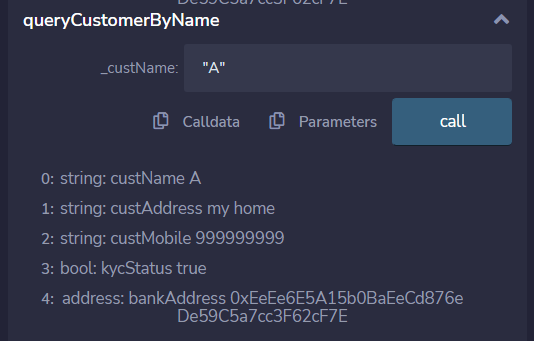 De59C5a7cc3F62cF7E
queryCustomerByName
_custName: "A"
Calldata Parameters call
0: string: custName A
1: string: custAddress my home
2: string: custMobile 999999999
3: bool: kycStatus true
4: address: bankAddress 0xEeEe6E5A15b0BaEeCd876e
De59C5a7cc3F62cF7E